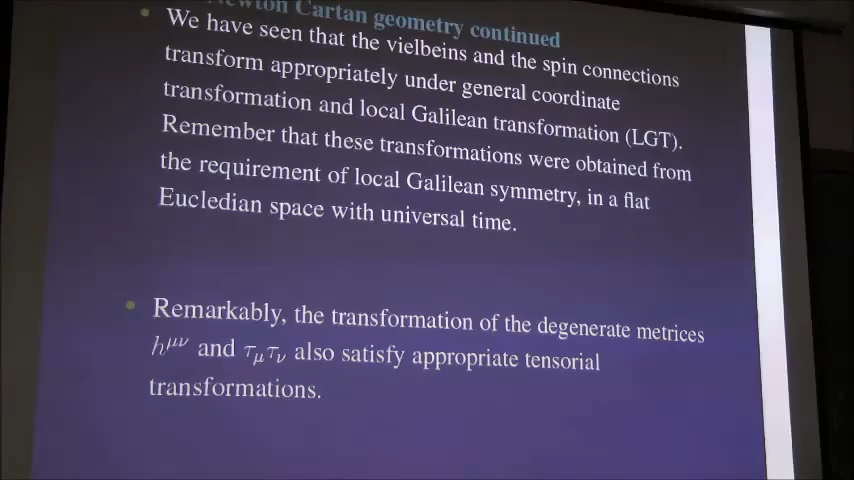 Newton Cartan geometry continued
We have seen that the vielbeins and the spin connections
transform appropriately under general coordinate
transformation and local Galilean transformation (LGT).
Remember that these transformations were obtained from
the requirement of local Galilean symmetry, in a flat
Eucledian space with universal time.
Remarkably, the transformation of the degenerate metrices
h^{μν} and τ_μτ_ν also satisfy appropriate tensorial
transformations.